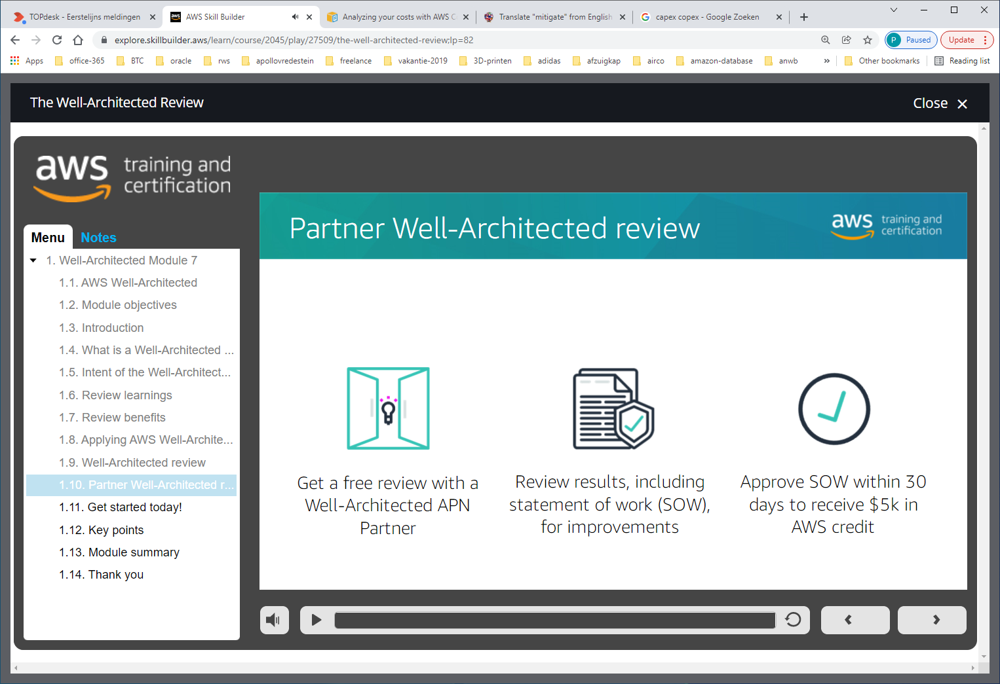 TOPdesk - Eerstelijns meldingen
AWS Skill Builder
Analyzing your costs with AWS C
Translate "mitigate" from English
capex copex - Google Zoeken
explore.skillbuilder.aws/learn/course/2045/play/27509/the-well-architected-review;lp=82
P Paused
Update
Apps
office-365
BTC
oracle
rws
apollovredestein
freelance
vakantie-2019
3D-printen
adidas
afzuigkap
airco
amazon-database
anwb
»
Other bookmarks
Reading list
The Well-Architected Review
Close
aws training and
certification
Menu
Notes
1. Well-Architected Module 7
1.1. AWS Well-Architected
1.2. Module objectives
1.3. Introduction
1.4. What is a Well-Architected ...
1.5. Intent of the Well-Architect...
1.6. Review learnings
1.7. Review benefits
1.8. Applying AWS Well-Archite...
1.9. Well-Architected review
1.10. Partner Well-Architected r...
1.11. Get started today!
1.12. Key points
1.13. Module summary
1.14. Thank you
Partner Well-Architected review
aws training and
certification
Get a free review with a
Well-Architected APN
Partner
Review results, including
statement of work (SOW),
for improvements
Approve SOW within 30
days to receive $5k in
AWS credit